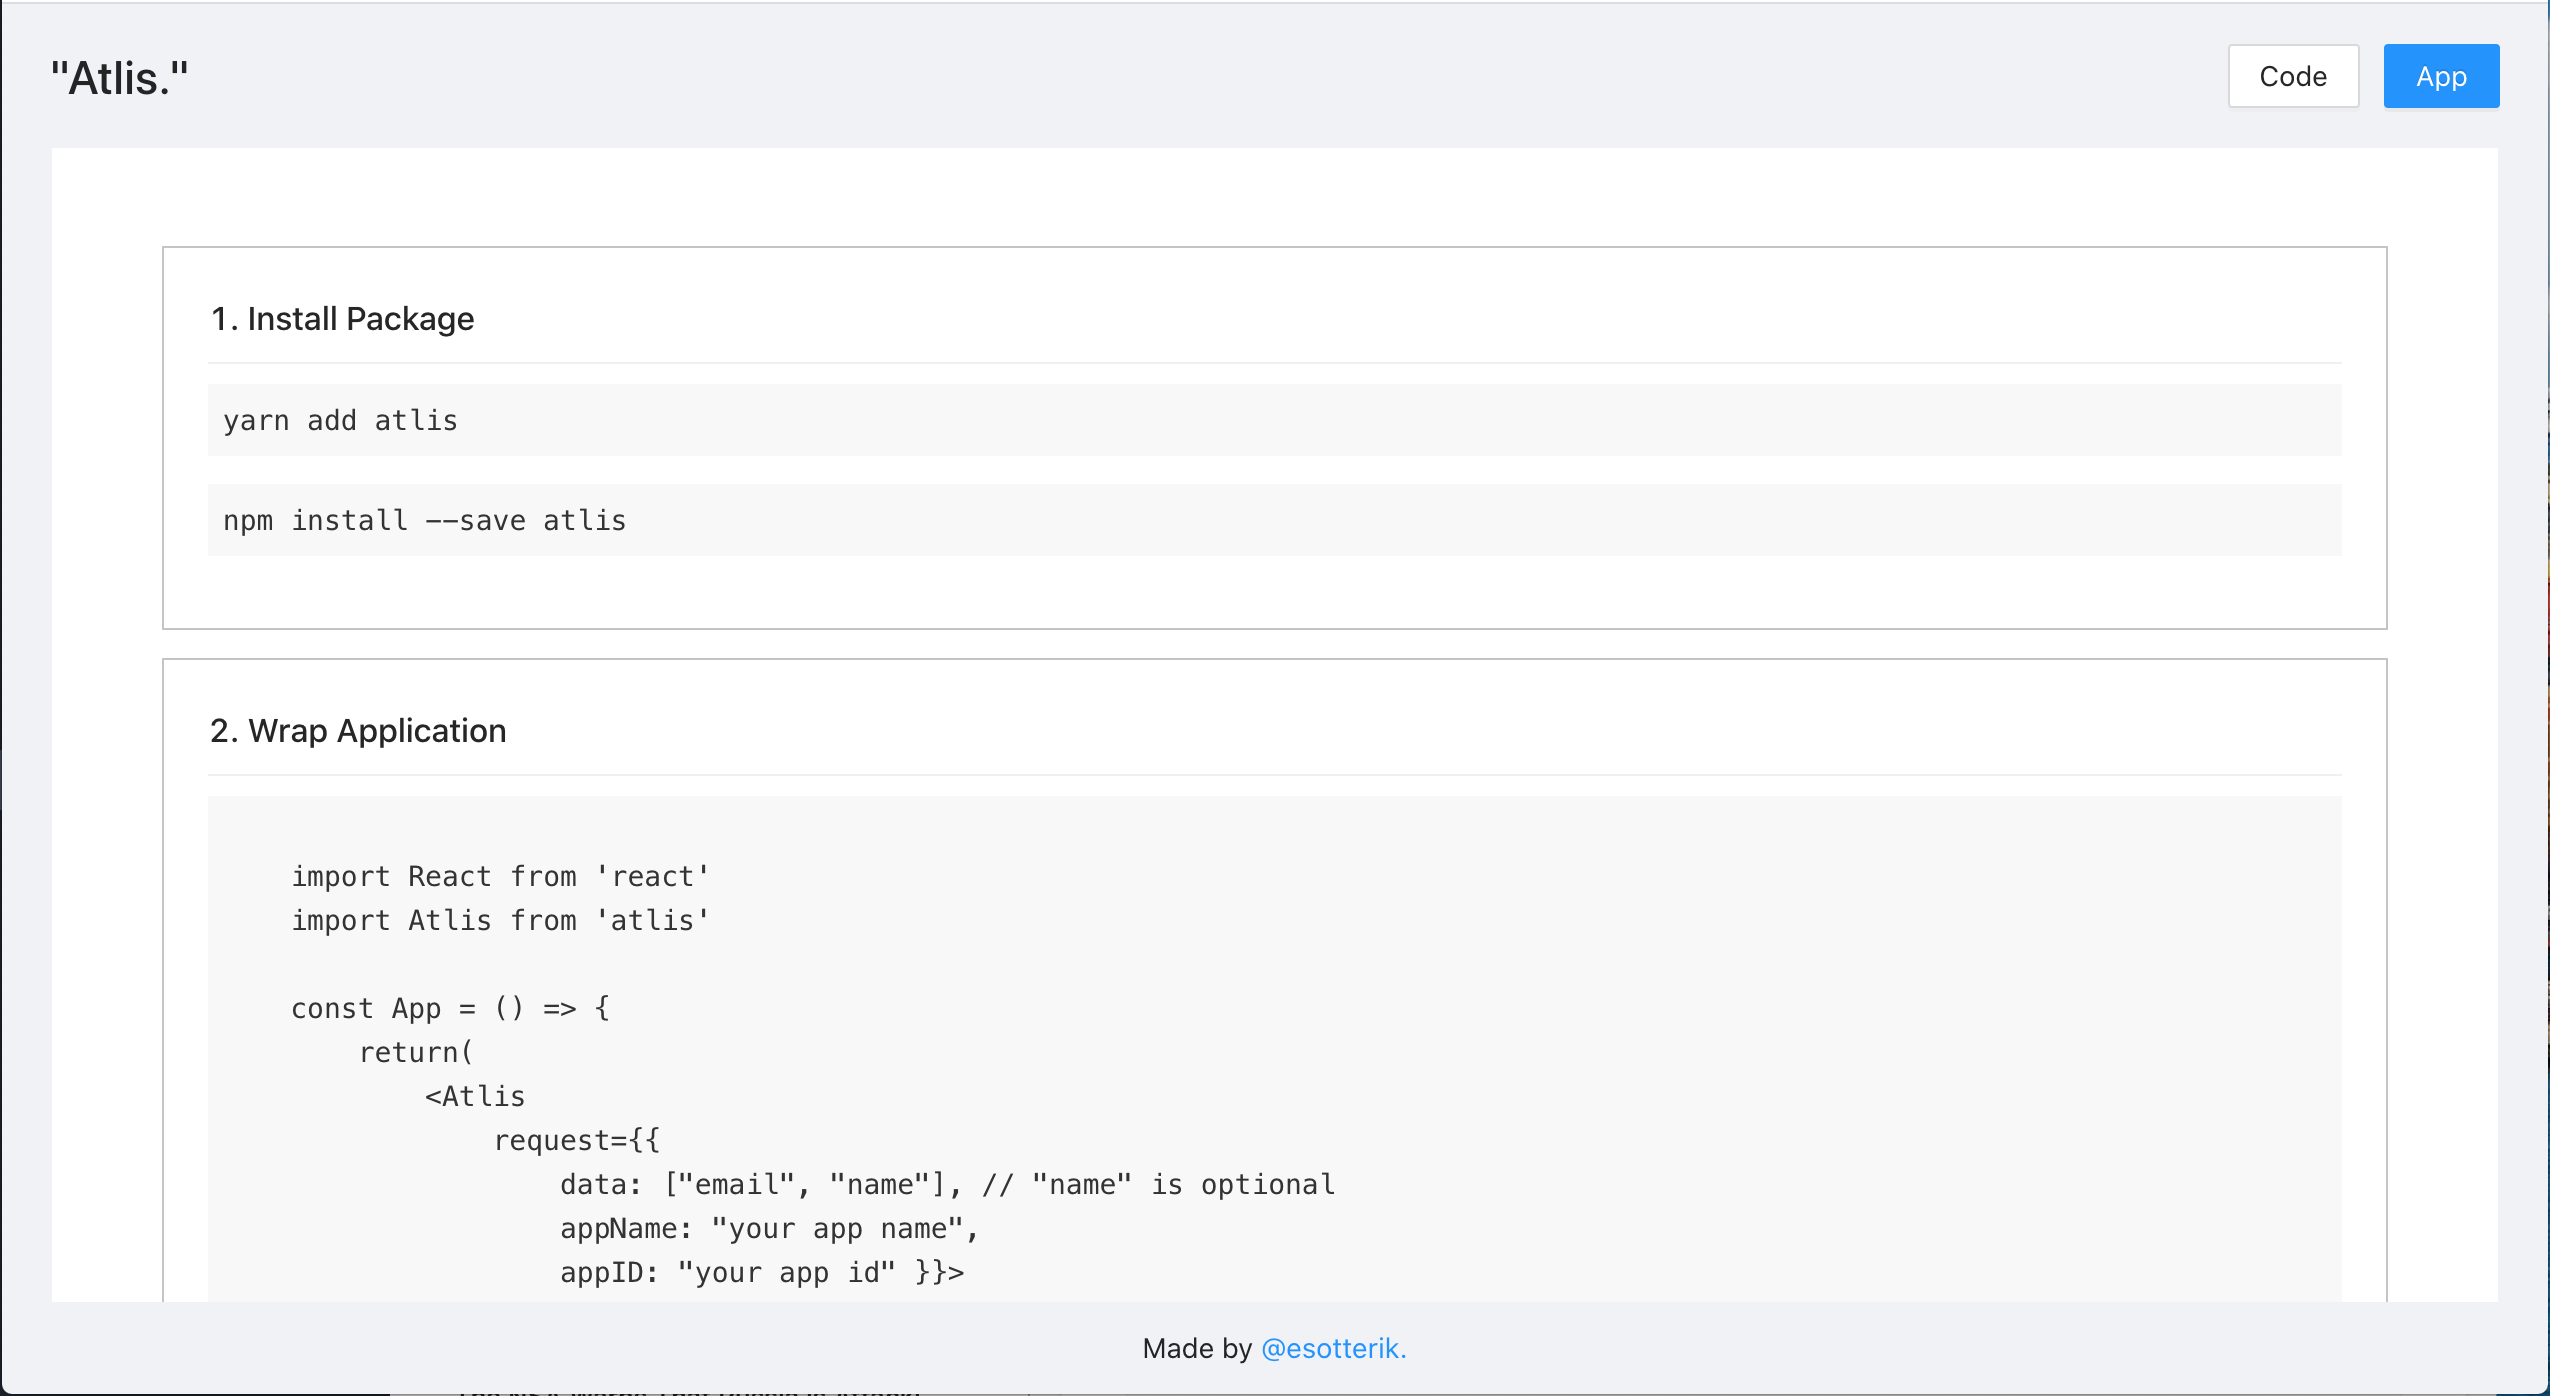 "Atlis."
Code
App
1. Install Package
yarn add atlis
npm install --save atlis
2. Wrap Application
import React from 'react'
import Atlis from 'atlis'
const App = () => {
return(
<Atlis
request={{
data: ["email", "name"], // "name" is optional
appName: "your app name",
appID: "your app id" }}>
Made by @esotterik.